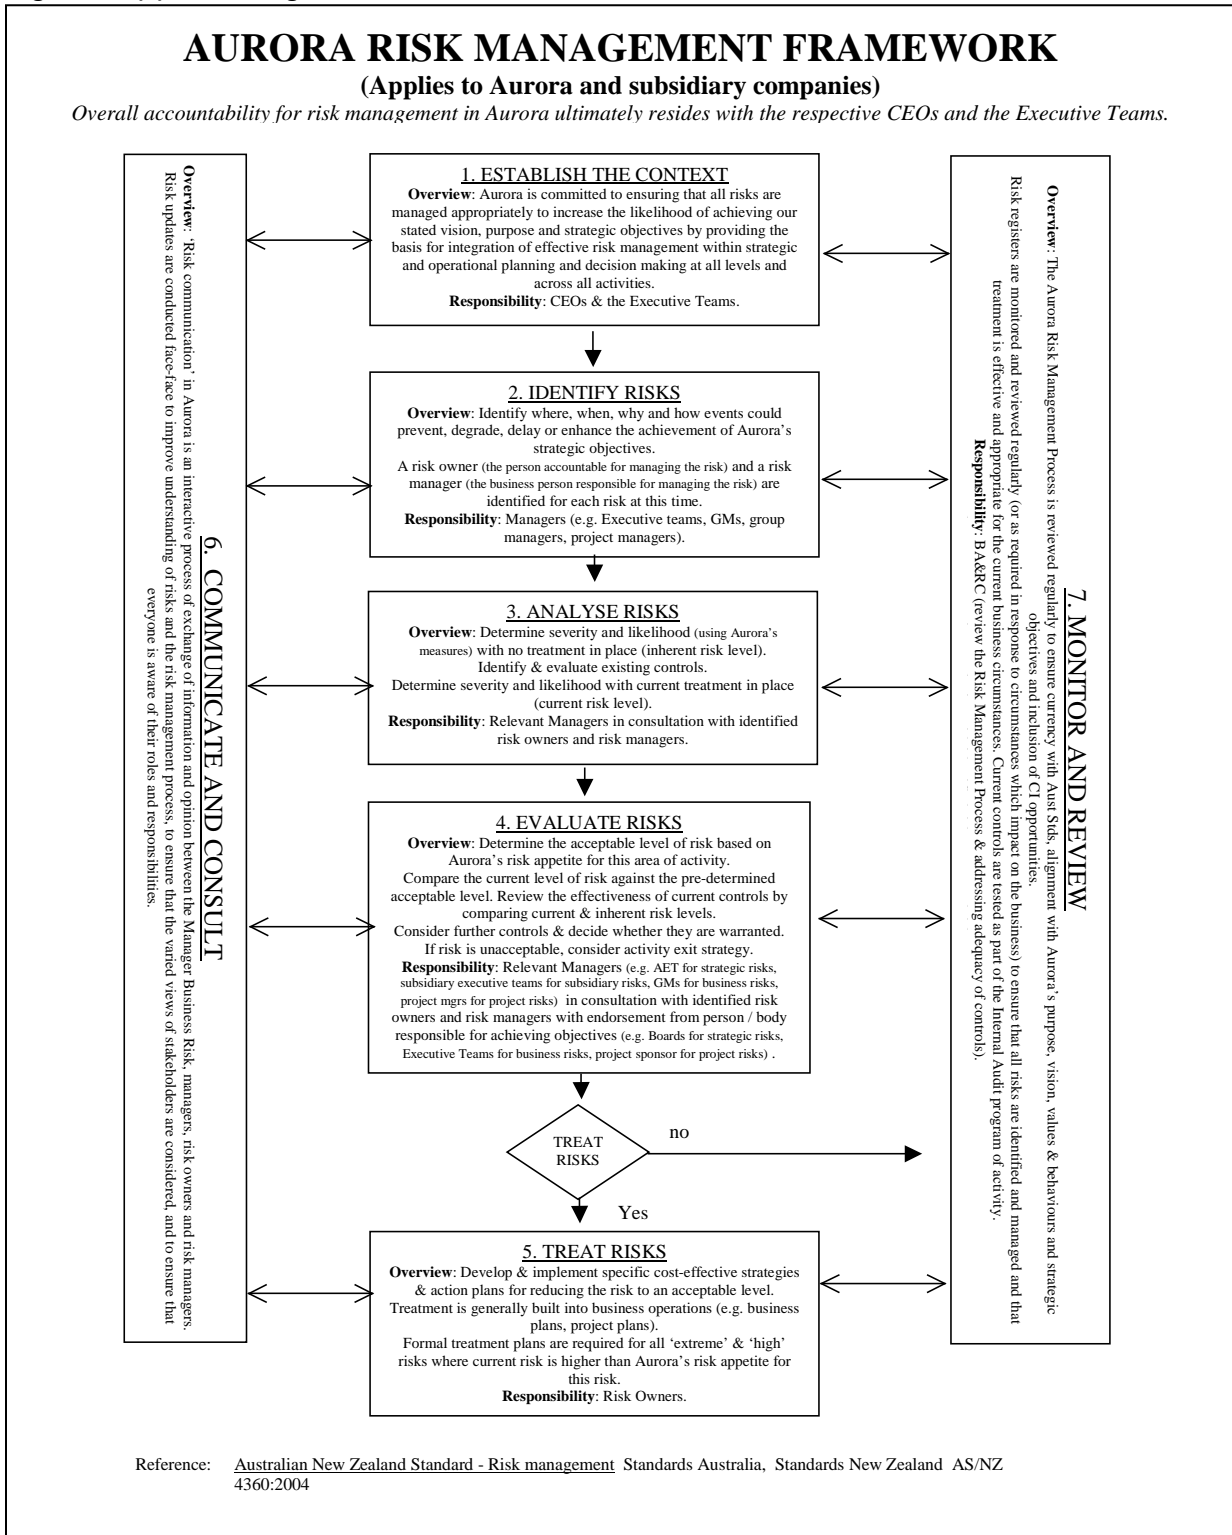 AURORA RISK MANAGEMENT FRAMEWORK
(Applies to Aurora and subsidiary companies)
Overall accountability for risk management in Aurora ultimately resides with the respective CEOs and the Executive Teams.
1. ESTABLISH THE CONTEXT
Overview: Aurora is committed to ensuring that all risks are
managed appropriately to increase the likelihood of achieving our
stated vision, purpose and strategic objectives by providing the
basis for integration of effective risk management within strategic
and operational planning and decision making at all levels and
across all activities.
Responsibility: CEOs & the Executive Teams.
2. IDENTIFY RISKS
Overview: Identify where, when, why and how events could
prevent, degrade, delay or enhance the achievement of Aurora's
strategic objectives.
A risk owner (the person accountable for managing the risk) and a risk
manager (the business person responsible for managing the risk) are
identified for each risk at this time.
Responsibility: Managers (e.g. Executive teams, GMs, group
managers, project managers).
3. ANALYSE RISKS
Overview: Determine severity and likelihood (using Aurora's
measures) with no treatment in place (inherent risk level).
Identify & evaluate existing controls.
Determine severity and likelihood with current treatment in place
(current risk level).
Responsibility: Relevant Managers in consultation with identified
risk owners and risk managers.
4. EVALUATE RISKS
Overview: Determine the acceptable level of risk based on
Aurora's risk appetite for this area of activity.
Compare the current level of risk against the pre-determined
acceptable level. Review the effectiveness of current controls by
comparing current & inherent risk levels.
Consider further controls & decide whether they are warranted.
If risk is unacceptable, consider activity exit strategy.
Responsibility: Relevant Managers (e.g. AET for strategic risks,
subsidiary executive teams for subsidiary risks, GMs for business risks,
project mgrs for project risks) in consultation with identified risk
owners and risk managers with endorsement from person / body
responsible for achieving objectives (e.g. Boards for strategic risks,
Executive Teams for business risks, project sponsor for project risks) .
TREAT
RISKS
no
Yes
5. TREAT RISKS
Overview: Develop & implement specific cost-effective strategies
& action plans for reducing the risk to an acceptable level.
Treatment is generally built into business operations (e.g. business
plans, project plans).
Formal treatment plans are required for all 'extreme' & 'high'
risks where current risk is higher than Aurora's risk appetite for
this risk.
Responsibility: Risk Owners.
6. COMMUNICATE AND CONSULT
Overview: 'Risk communication' in Aurora is an interactive process of exchange of information and opinion between the Manager Business Risk, managers, risk owners and risk managers.
Risk updates are conducted face-face to improve understanding of risks and the risk management process, to ensure that the varied views of stakeholders are considered, and to ensure that
everyone is aware of their roles and responsibilities.
7. MONITOR AND REVIEW
Overview: The Aurora Risk Management Process is reviewed regularly to ensure currency with Aust Stds, alignment with Aurora's purpose, vision, values & behaviours and strategic
objectives and inclusion of CI opportunities.
Risk registers are monitored and reviewed regularly (or as required in response to circumstances which impact on the business) to ensure that all risks are identified and managed and that
treatment is effective and appropriate for the current business circumstances. Current controls are tested as part of the Internal Audit program of activity.
Responsibility: BA&RC (review the Risk Management Process & addressing adequacy of controls).
Reference: Australian New Zealand Standard - Risk management Standards Australia, Standards New Zealand AS/NZ
4360:2004